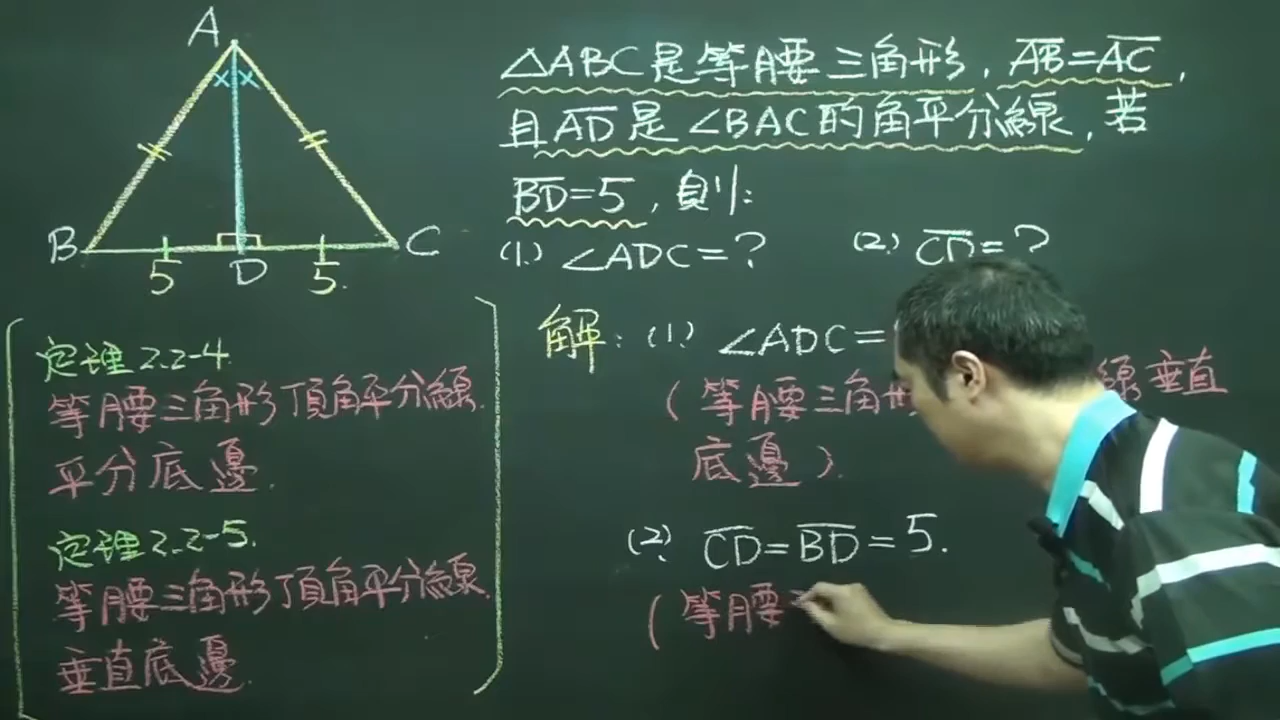 A
B
5
D
5.
C
定理2.2-4.
等腰三角形頂角平分線
平分底邊.
定理2.2-5.
等腰三角形頂角平分線
垂直底邊.
△ABC是等腰三角形, AB=AC,
且AD是∠BAC的角平分線, 若
BD=5, 則:
(1) ∠ADC=? (2) CD=?
解: (1) ∠ADC=
(等腰三角形 線垂直
底邊).
(2) CD=BD=5.
(等腰